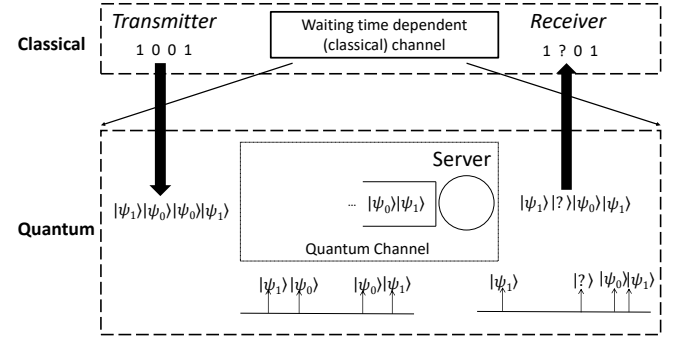 Classical
Transmitter
1 0 0 1
Waiting time dependent
(classical) channel
Receiver
1 ? 0 1
Quantum
|ψ₁⟩|ψ₀⟩|ψ₀⟩|ψ₁⟩
Server
... |ψ₀⟩|ψ₁⟩
Quantum Channel
|ψ₁⟩|?⟩|ψ₀⟩|ψ₁⟩
|ψ₁⟩|ψ₀⟩ |ψ₀⟩|ψ₁⟩
|ψ₁⟩ |?⟩ |ψ₀⟩|ψ₁⟩